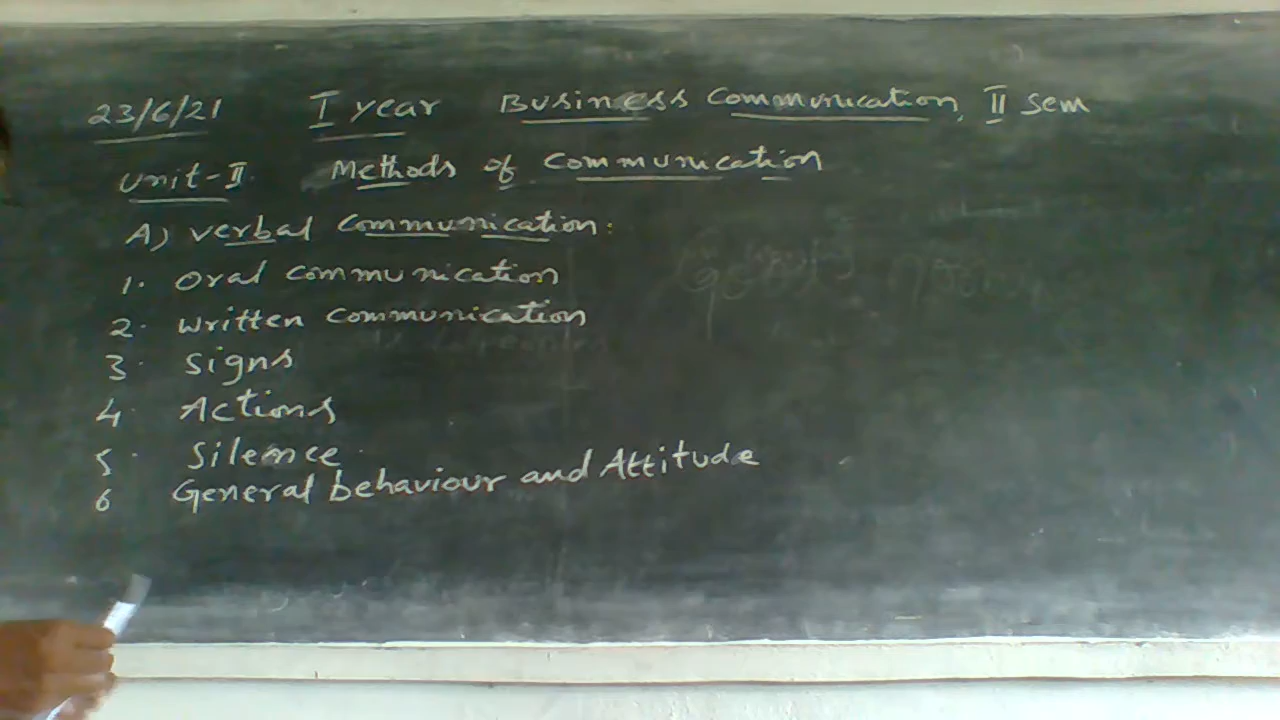 23/6/21 I year Business Communication, II sem
Unit-II Methods of Communication
A) Verbal Communication:
1. Oral communication
2. Written communication
3. Signs
4. Actions
5. Silence
6 General behaviour and Attitude